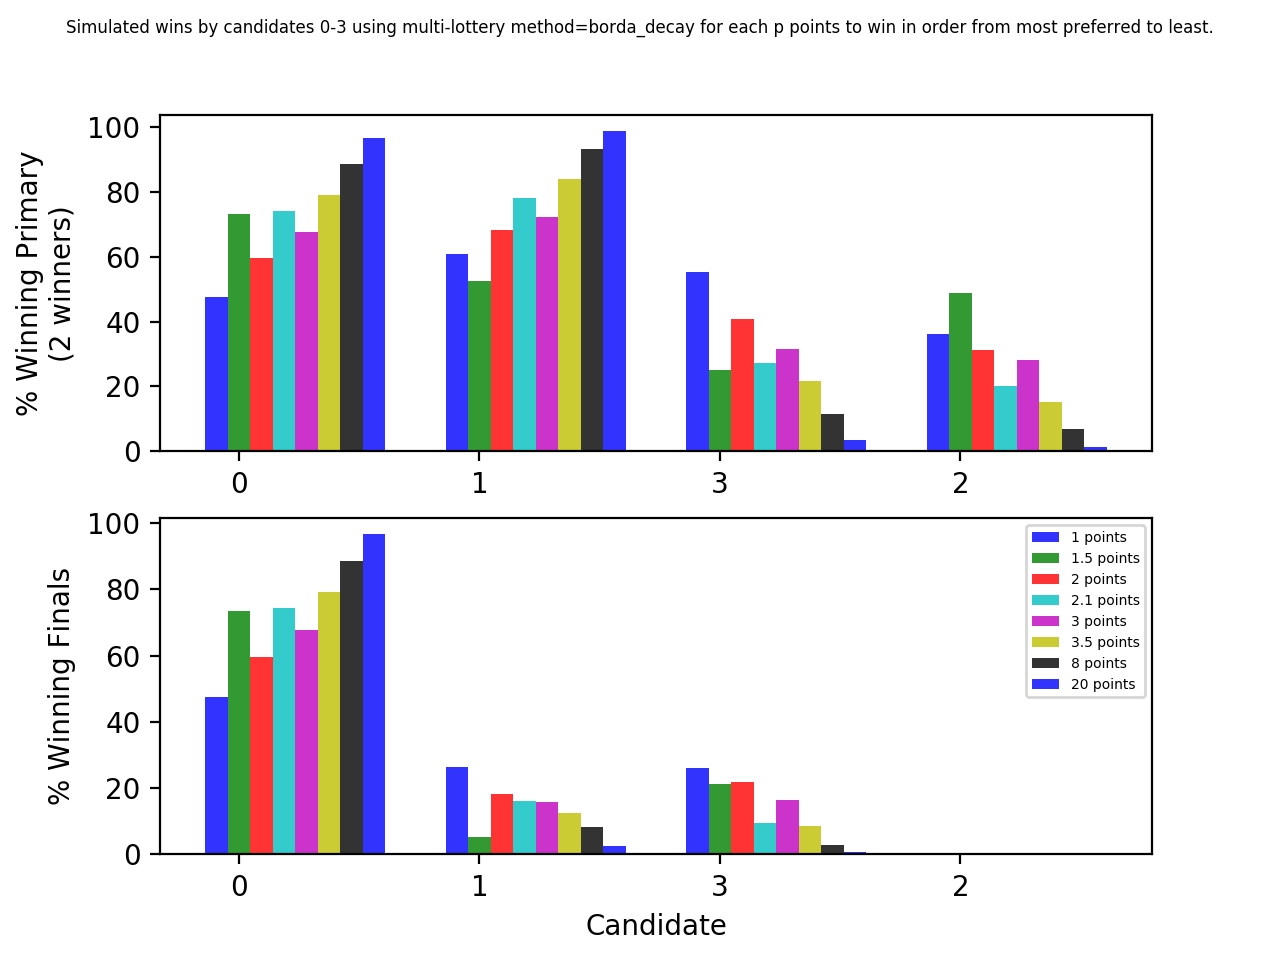 Simulated wins by candidates 0-3 using multi-lottery method=borda_decay for each p points to win in order from most preferred to least.
% Winning Primary
(2 winners)
100
80
60
40
20
0
0 1 3 2
% Winning Finals
100
80
60
40
20
0
1 points
1.5 points
2 points
2.1 points
3 points
3.5 points
8 points
20 points
0 1 3 2
Candidate